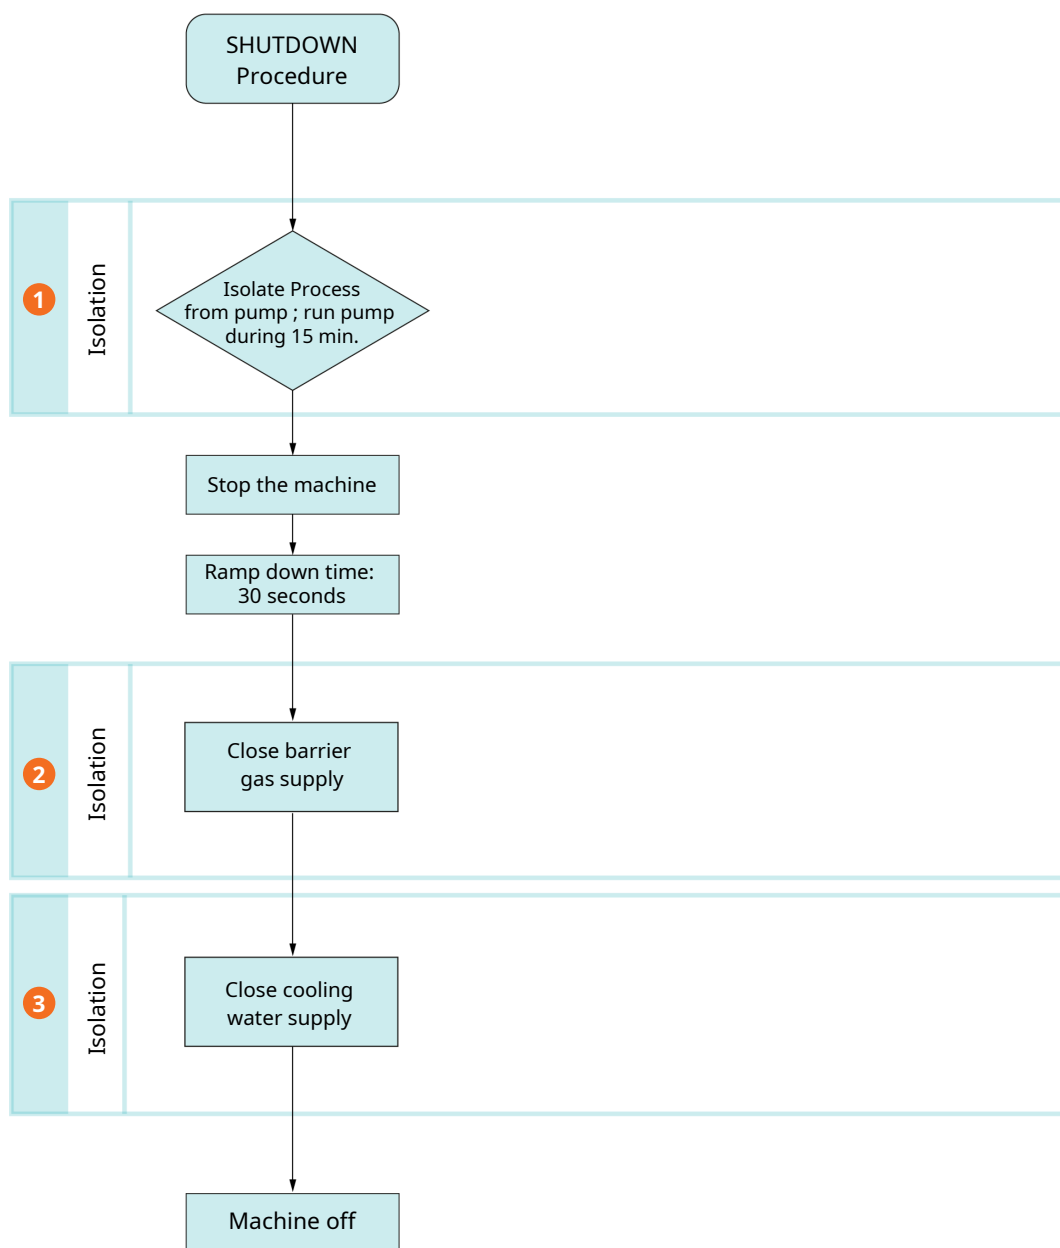 SHUTDOWN
Procedure
1
Isolation
Isolate Process
from pump ; run pump
during 15 min.
Stop the machine
Ramp down time:
30 seconds
2
Isolation
Close barrier
gas supply
3
Isolation
Close cooling
water supply
Machine off